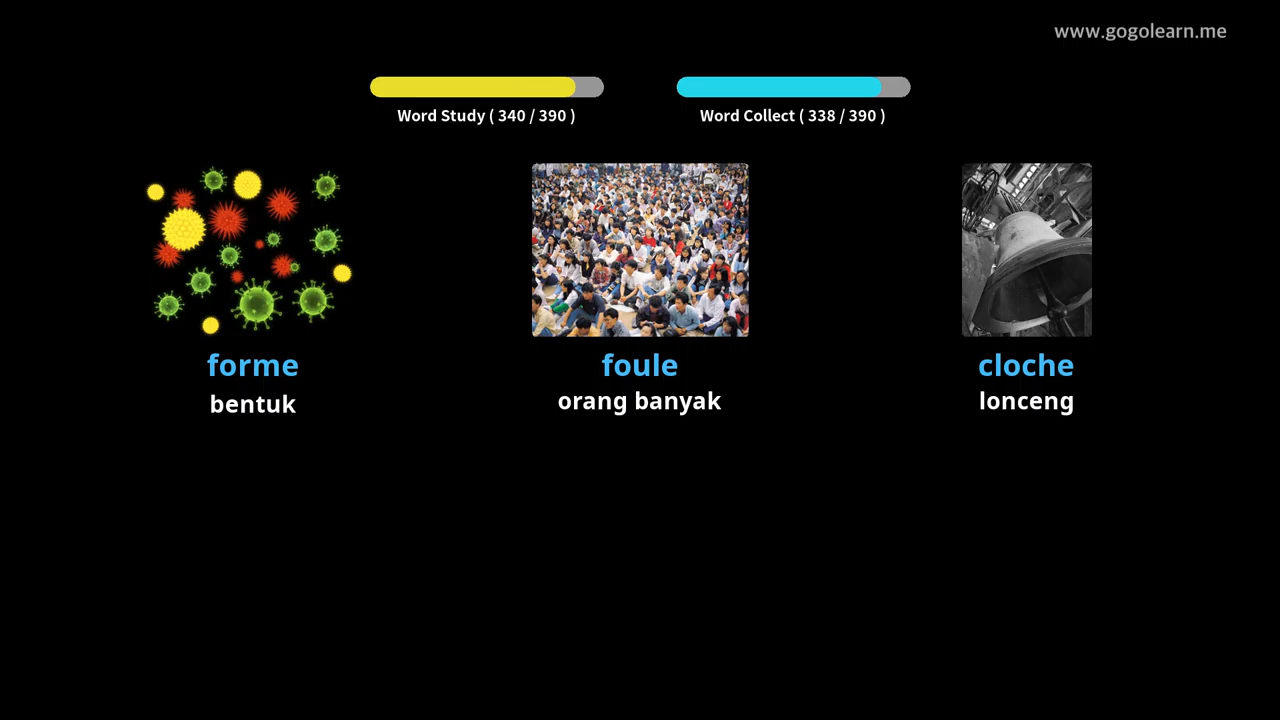 www.gogolearn.me
Word Study ( 340 / 390 )
Word Collect ( 338 / 390 )
forme
foule
cloche
bentuk
orang banyak
lonceng